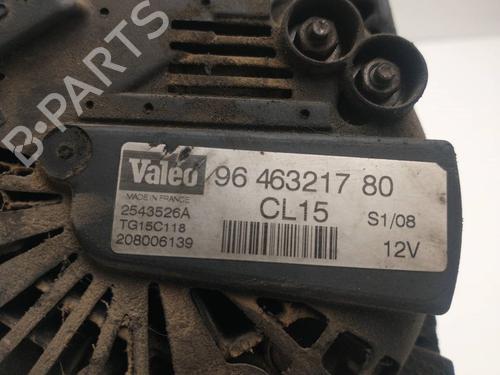 B-PARTS
Valeo 96 463217 80
MADE IN FRANCE
2543526A CL15 S1/08
TG15C118
208006139 12V